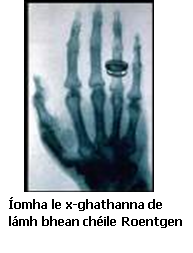 Íomha le x-ghathanna de
lámh bhean chéile Roentgen